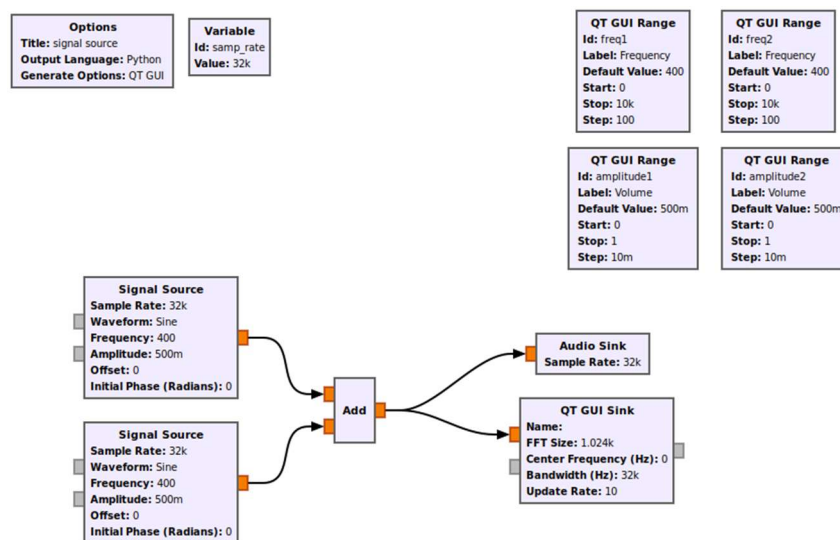 Options
Title: signal source
Output Language: Python
Generate Options: QT GUI
Variable
Id: samp_rate
Value: 32k
QT GUI Range
Id: freq1
Label: Frequency
Default Value: 400
Start: 0
Stop: 10k
Step: 100
QT GUI Range
Id: freq2
Label: Frequency
Default Value: 400
Start: 0
Stop: 10k
Step: 100
QT GUI Range
Id: amplitude1
Label: Volume
Default Value: 500m
Start: 0
Stop: 1
Step: 10m
QT GUI Range
Id: amplitude2
Label: Volume
Default Value: 500m
Start: 0
Stop: 1
Step: 10m
Signal Source
Sample Rate: 32k
Waveform: Sine
Frequency: 400
Amplitude: 500m
Offset: 0
Initial Phase (Radians): 0
Signal Source
Sample Rate: 32k
Waveform: Sine
Frequency: 400
Amplitude: 500m
Offset: 0
Initial Phase (Radians): 0
Add
Audio Sink
Sample Rate: 32k
QT GUI Sink
Name:
FFT Size: 1.024k
Center Frequency (Hz): 0
Bandwidth (Hz): 32k
Update Rate: 10